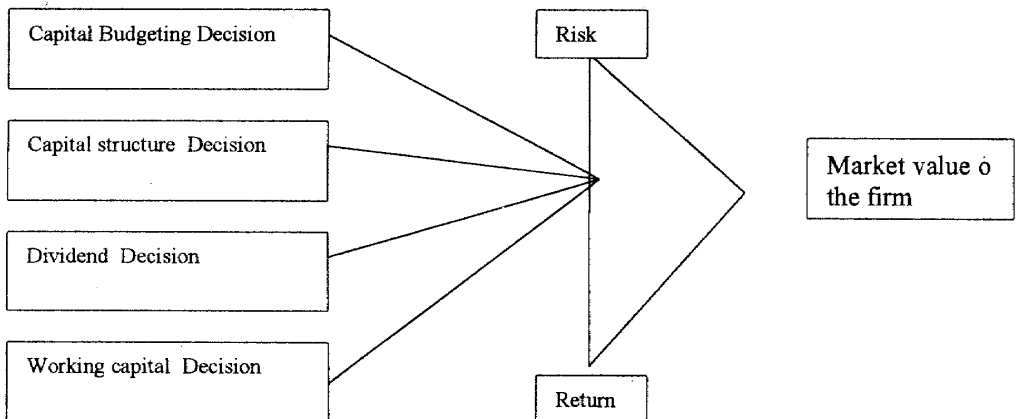 Capital Budgeting Decision
Risk
Capital structure Decision
Market value o
the firm
Dividend Decision
Working capital Decision
Return